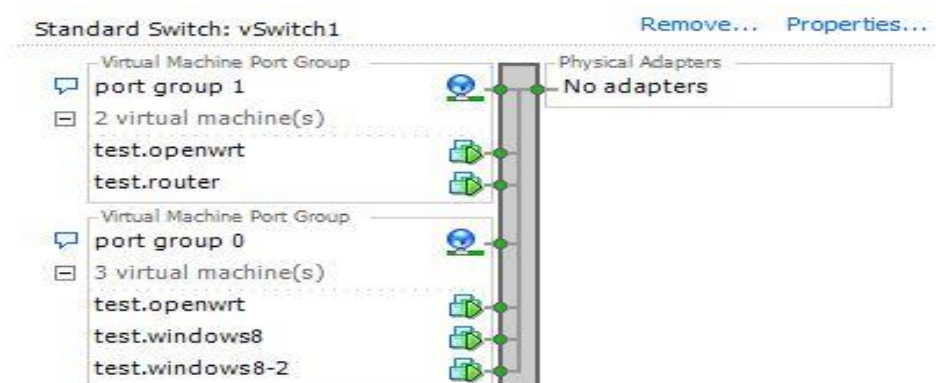 Standard Switch: vSwitch1 Remove... Properties...
Virtual Machine Port Group
port group 1
2 virtual machine(s)
test.openwrt
test.router
Physical Adapters
No adapters
Virtual Machine Port Group
port group 0
3 virtual machine(s)
test.openwrt
test.windows8
test.windows8-2